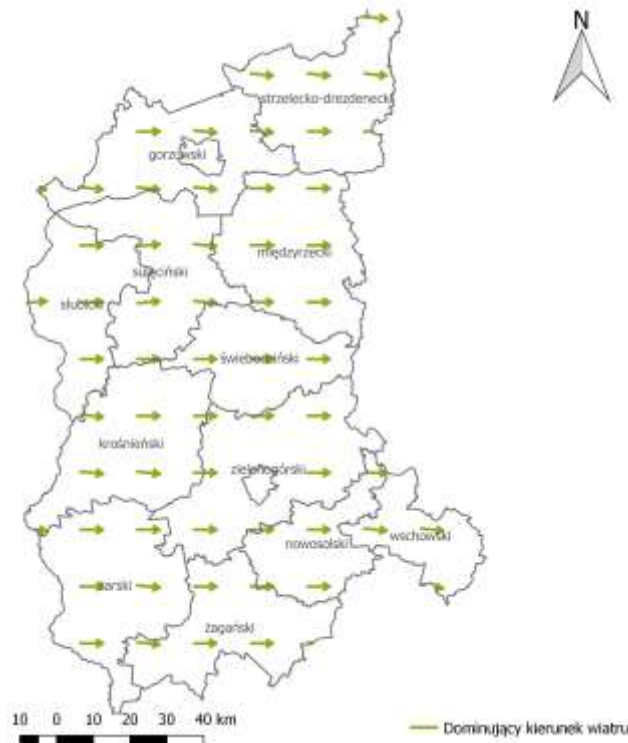 N
strzelecko-drezdenecki
gorzowski
międzyrzecki
sulęciński
słubicki
świebodziński
krośnieński
zielonogórski
nowosolski
wschowski
żarski
żagański
10 0 10 20 30 40 km
Dominujący kierunek wiatru